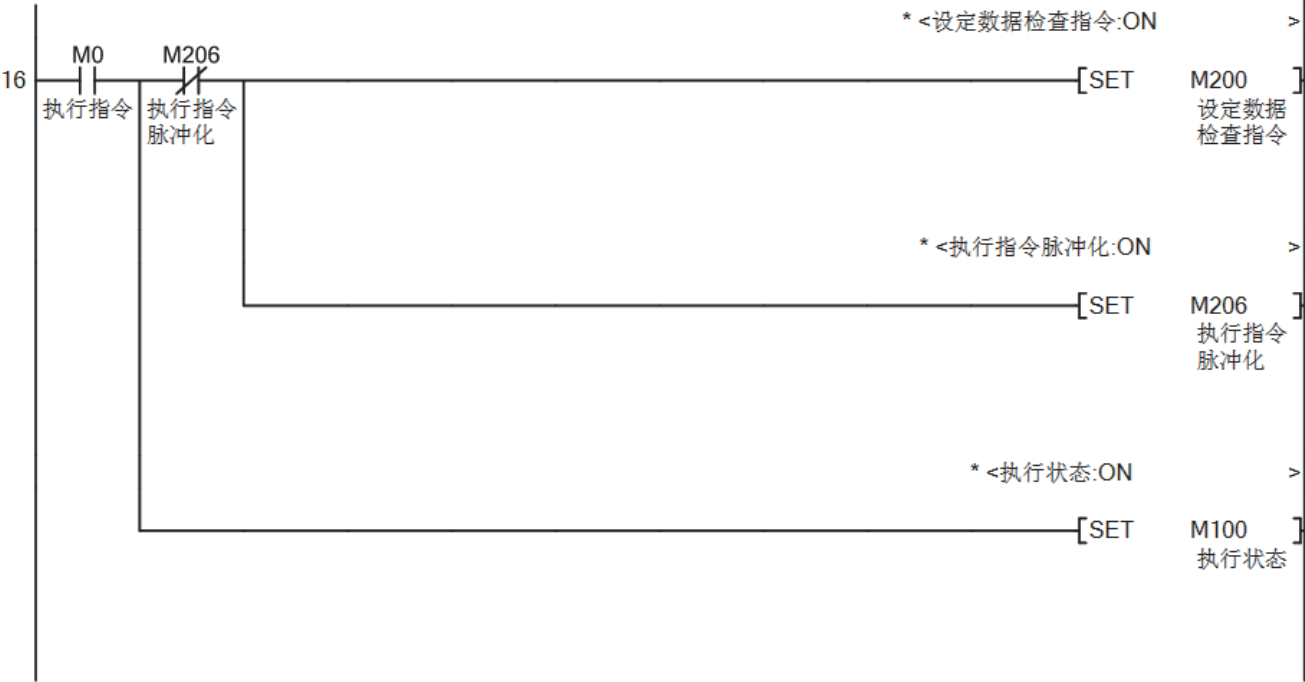 * <设定数据检查指令:ON >
M0 M206
16 [SET M200 ]
执行指令 执行指令 设定数据
脉冲化 检查指令
* <执行指令脉冲化:ON >
[SET M206 ]
执行指令
脉冲化
* <执行状态:ON >
[SET M100 ]
执行状态